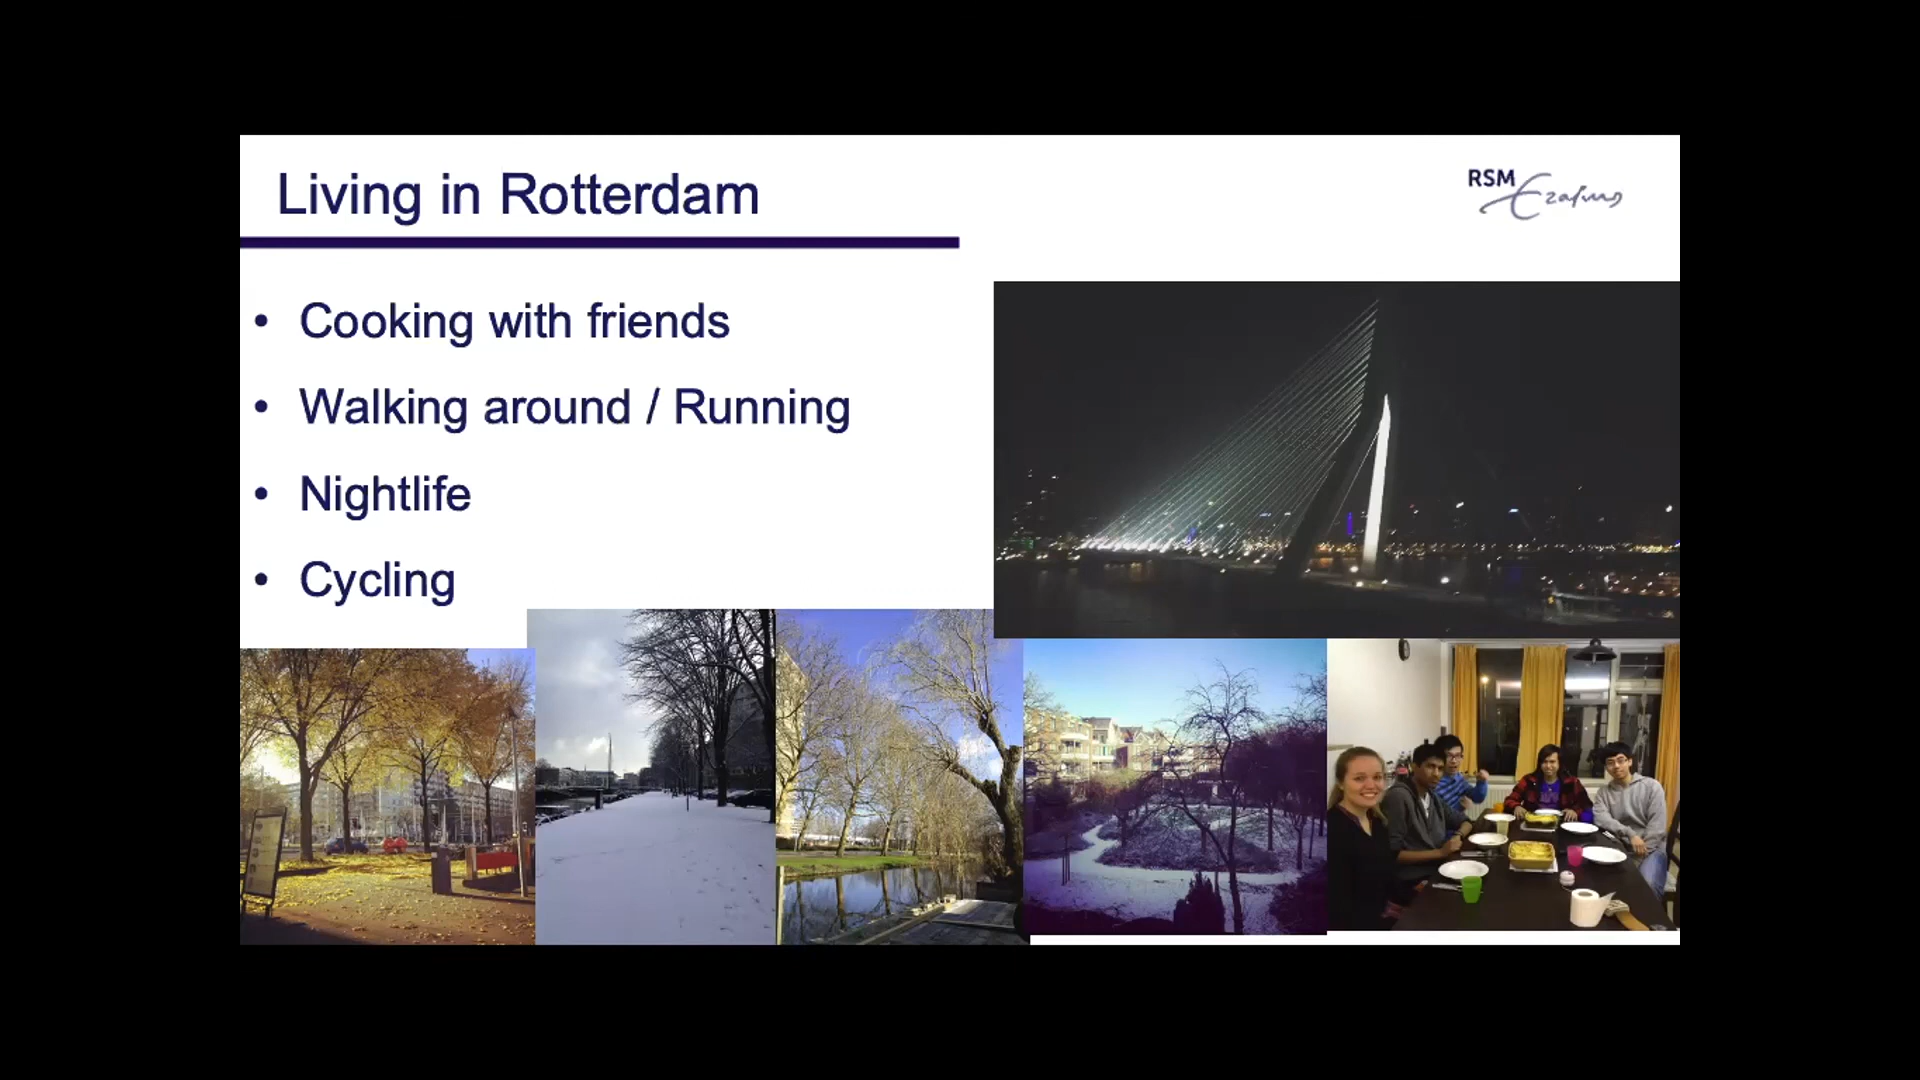 Living in Rotterdam
RSM
Erasmus
• Cooking with friends
• Walking around / Running
• Nightlife
• Cycling